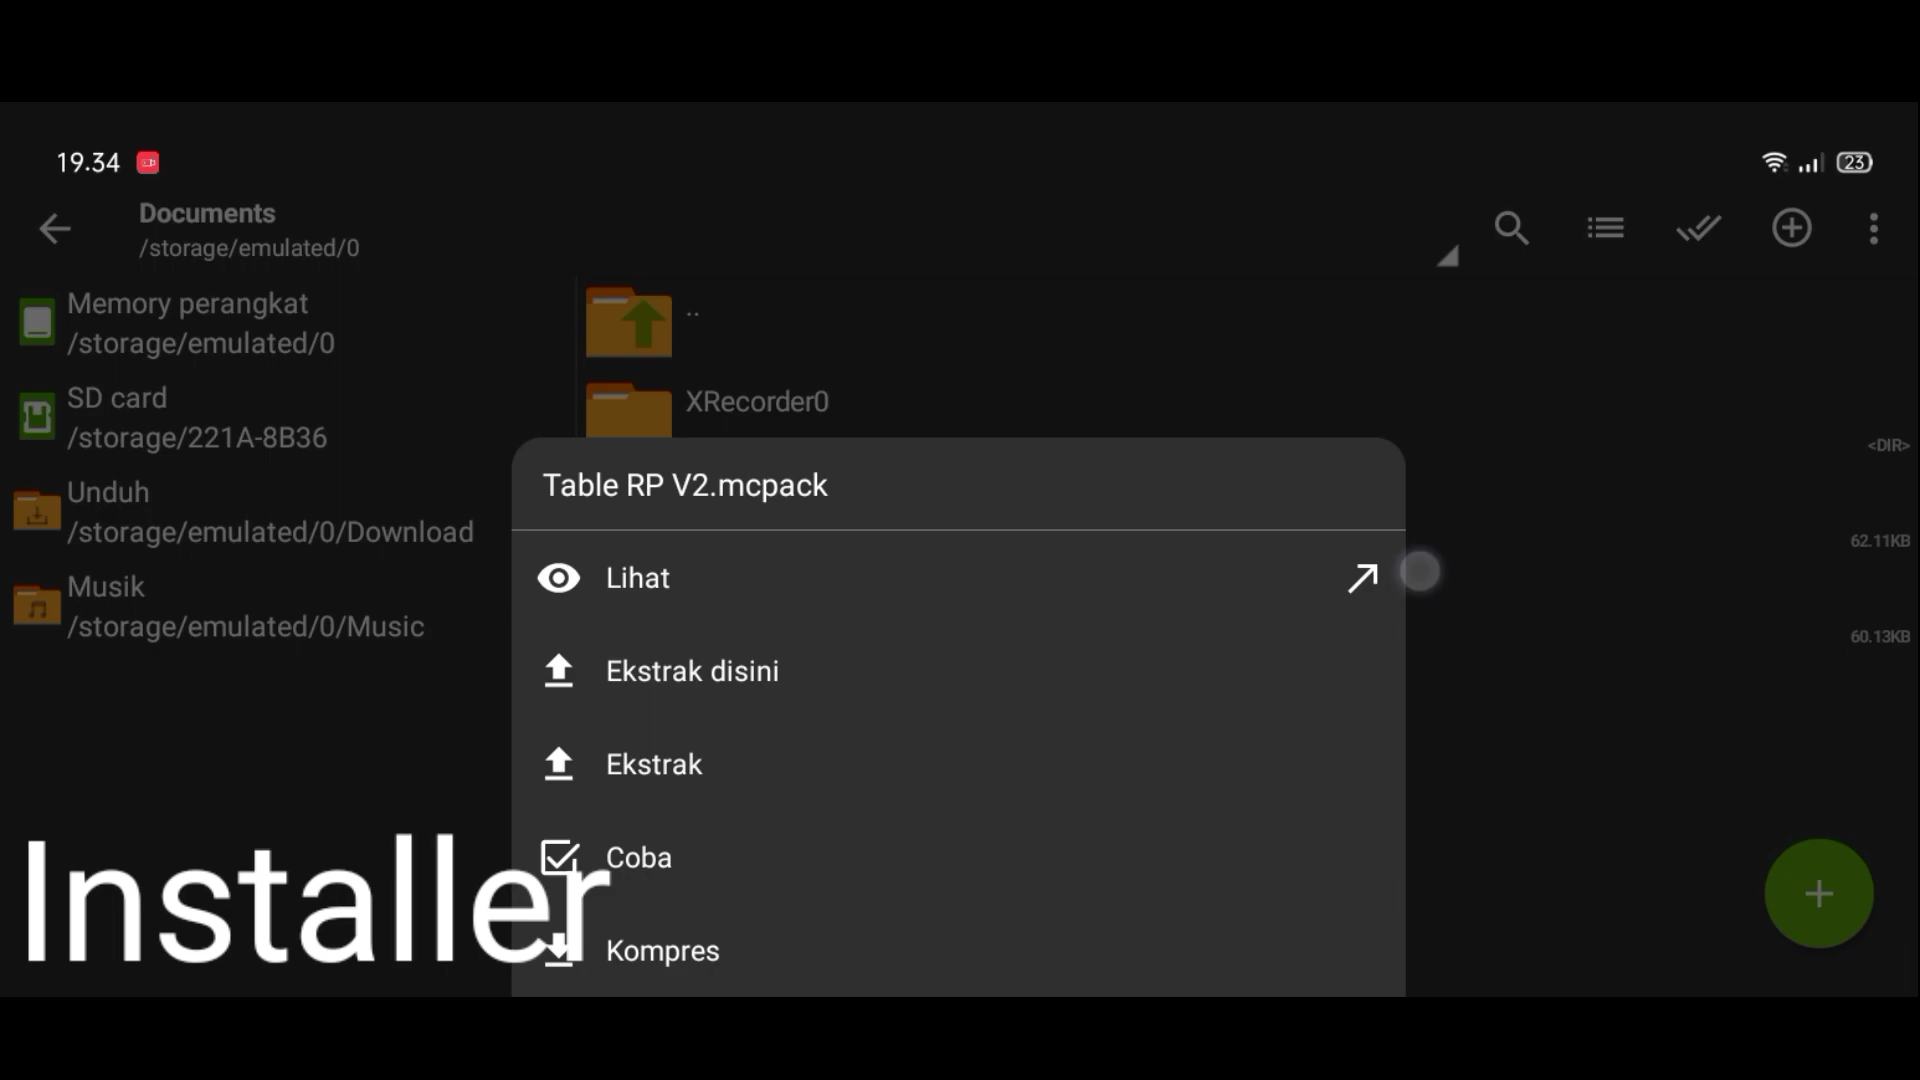 19.34
23
Documents
/storage/emulated/0
Memory perangkat
/storage/emulated/0
SD card
/storage/221A-8B36
Unduh
/storage/emulated/0/Download
Musik
/storage/emulated/0/Music
..
XRecorder0
<DIR>
62.11KB
60.13KB
Table RP V2.mcpack
Lihat
Ekstrak disini
Ekstrak
Coba
Kompres
Installer